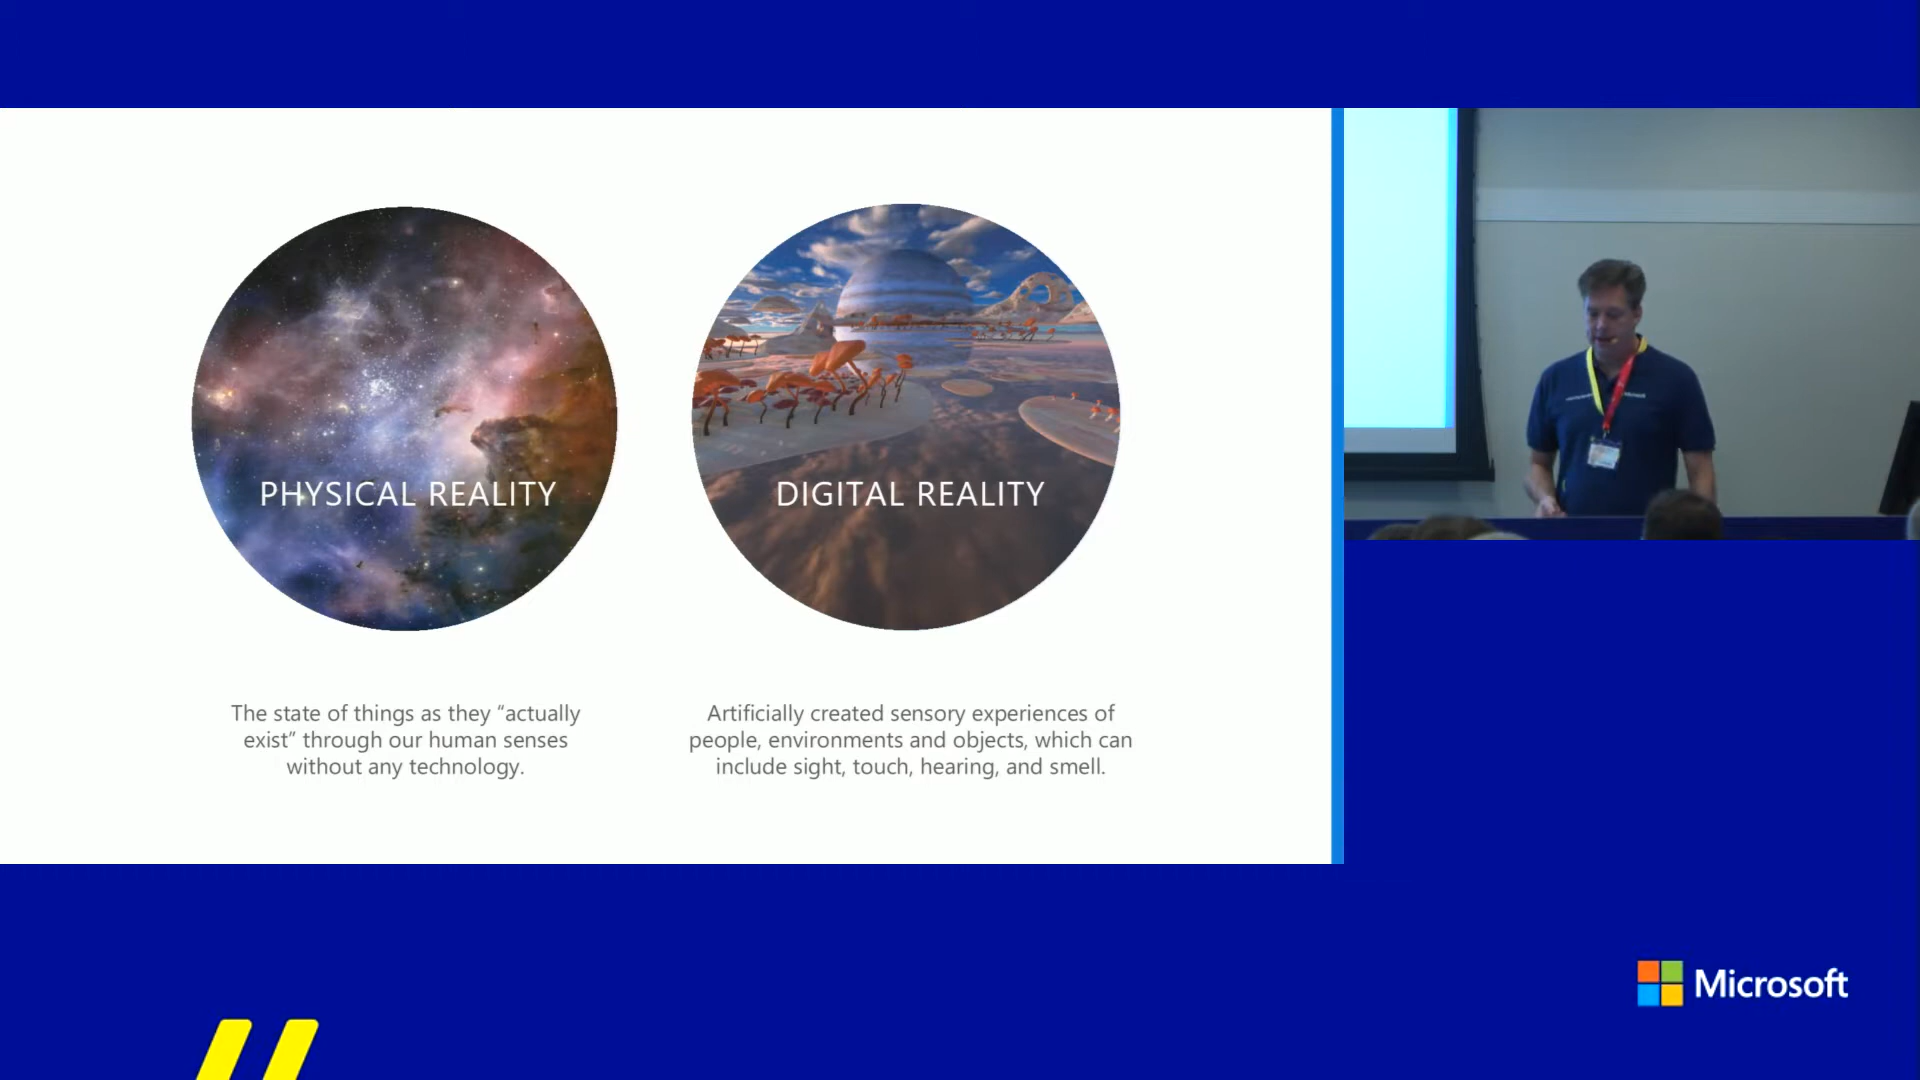 PHYSICAL REALITY
DIGITAL REALITY
The state of things as they “actually
exist” through our human senses
without any technology.
Artificially created sensory experiences of
people, environments and objects, which can
include sight, touch, hearing, and smell.
Microsoft